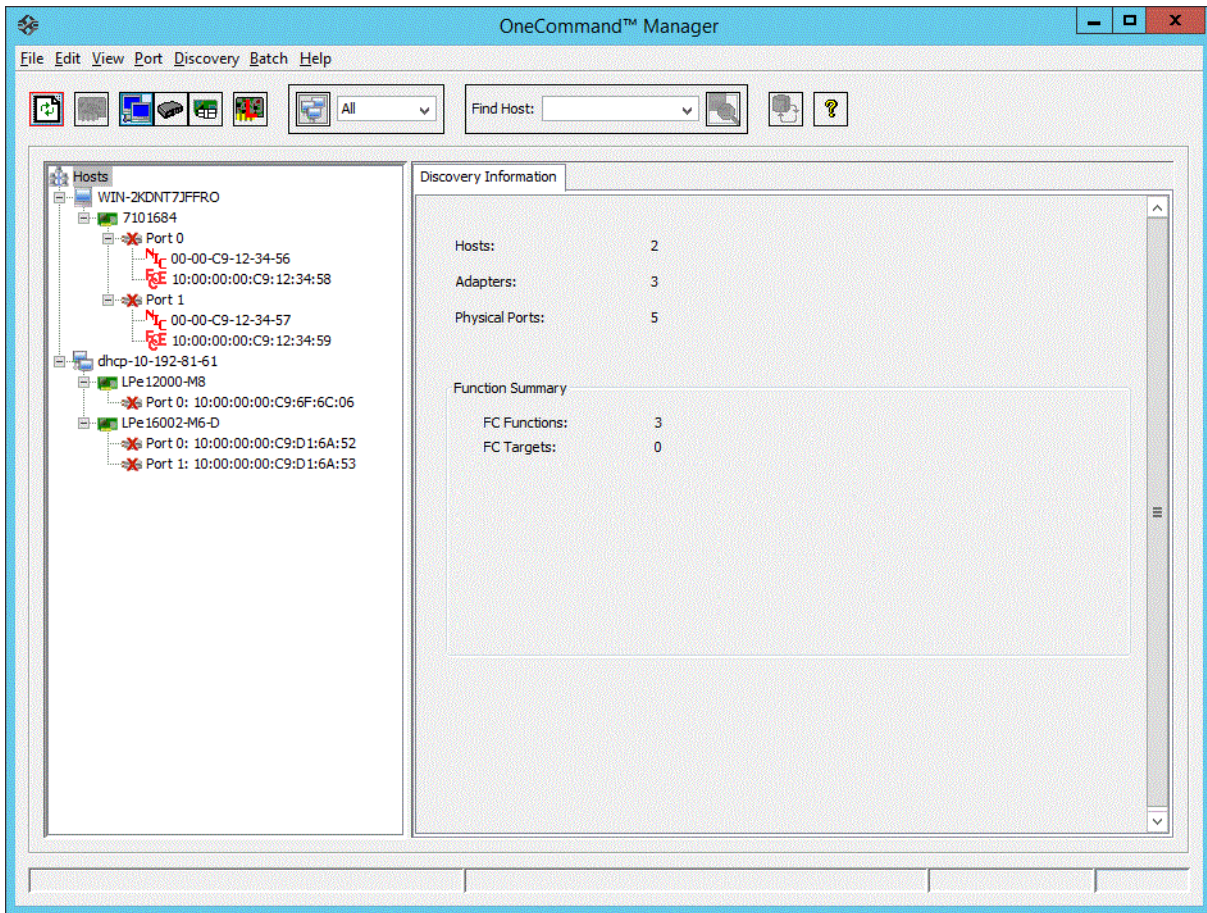 OneCommand™ Manager
File Edit View Port Discovery Batch Help
All
Find Host:
Hosts
WIN-2KDNT7JFFRO
7101684
Port 0
NIC 00-00-C9-12-34-56
FCoE 10:00:00:00:C9:12:34:58
Port 1
NIC 00-00-C9-12-34-57
FCoE 10:00:00:00:C9:12:34:59
dhcp-10-192-81-61
LPe12000-M8
Port 0: 10:00:00:00:C9:6F:6C:06
LPe16002-M6-D
Port 0: 10:00:00:00:C9:D1:6A:52
Port 1: 10:00:00:00:C9:D1:6A:53
Discovery Information
Hosts: 2
Adapters: 3
Physical Ports: 5
Function Summary
FC Functions: 3
FC Targets: 0